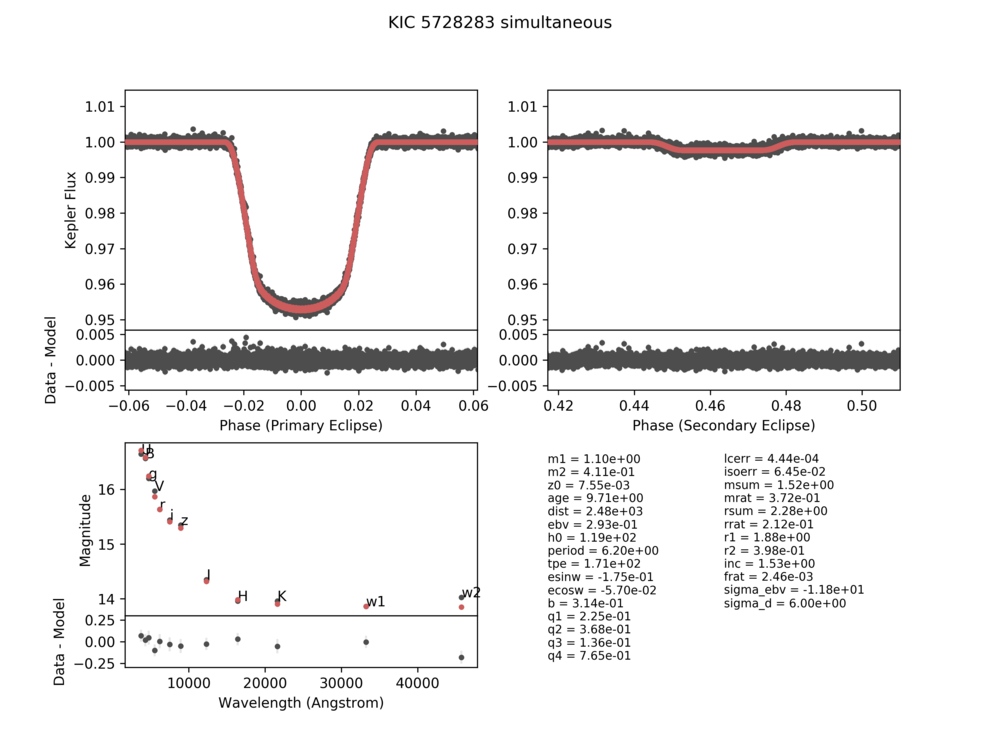 KIC 5728283 simultaneous
1.01
1.00
0.99
0.98
0.97
0.96
0.95
Kepler Flux
0.005
0.000
−0.005
Data - Model
−0.06 −0.04 −0.02 0.00 0.02 0.04 0.06
Phase (Primary Eclipse)
1.01
1.00
0.99
0.98
0.97
0.96
0.95
0.005
0.000
−0.005
0.42 0.44 0.46 0.48 0.50
Phase (Secondary Eclipse)
16
15
14
Magnitude
B
g
V
r
i
z
J
H
K
w1
w2
0.25
0.00
−0.25
Data - Model
10000 20000 30000 40000
Wavelength (Angstrom)
m1 = 1.10e+00
m2 = 4.11e-01
z0 = 7.55e-03
age = 9.71e+00
dist = 2.48e+03
ebv = 2.93e-01
h0 = 1.19e+02
period = 6.20e+00
tpe = 1.71e+02
esinw = -1.75e-01
ecosw = -5.70e-02
b = 3.14e-01
q1 = 2.25e-01
q2 = 3.68e-01
q3 = 1.36e-01
q4 = 7.65e-01
lcerr = 4.44e-04
isoerr = 6.45e-02
msum = 1.52e+00
mrat = 3.72e-01
rsum = 2.28e+00
rrat = 2.12e-01
r1 = 1.88e+00
r2 = 3.98e-01
inc = 1.53e+00
frat = 2.46e-03
sigma_ebv = -1.18e+01
sigma_d = 6.00e+00